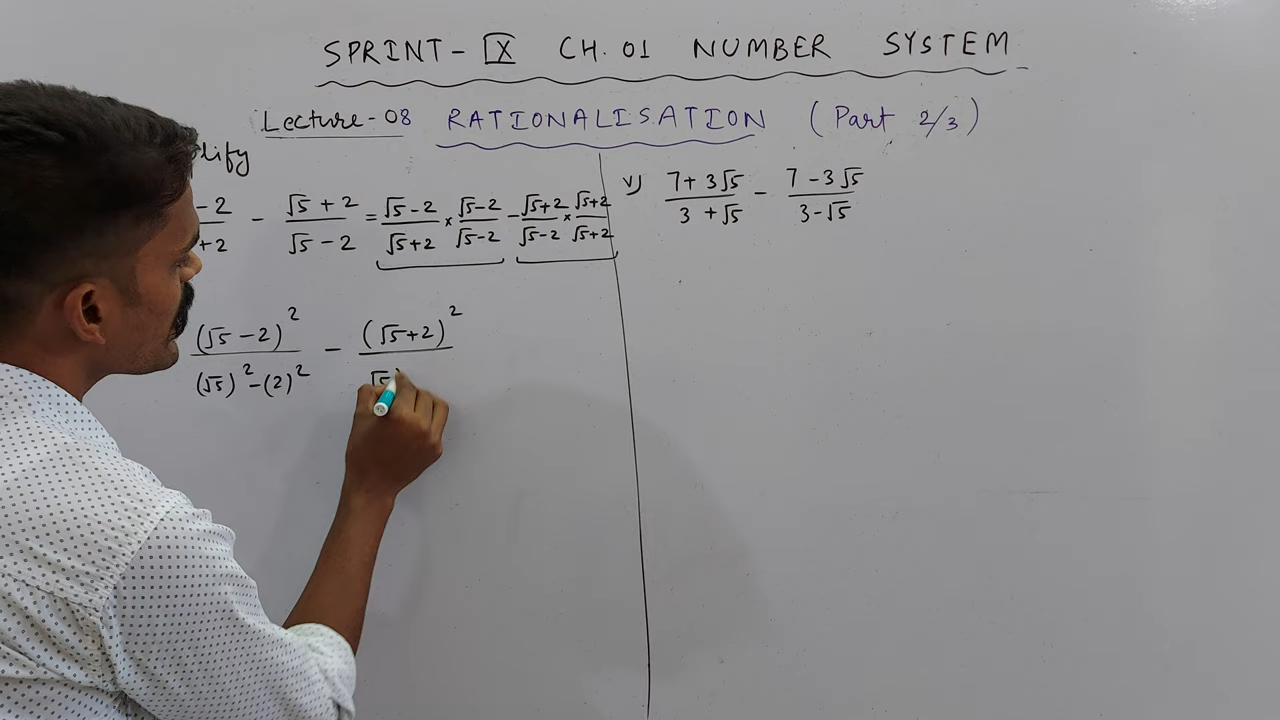 SPRINT - IX CH. 01 NUMBER SYSTEM
Lecture - 08 RATIONALISATION (Part 2/3)
plify
- 2 / + 2 - √5 + 2 / √5 - 2 = √5 - 2 / √5 + 2 × √5 - 2 / √5 - 2 - √5 + 2 / √5 - 2 × √5 + 2 / √5 + 2
(√5 - 2)² / (√5)² - (2)² - (√5 + 2)² / √5)
v) 7 + 3√5 / 3 + √5 - 7 - 3√5 / 3 - √5